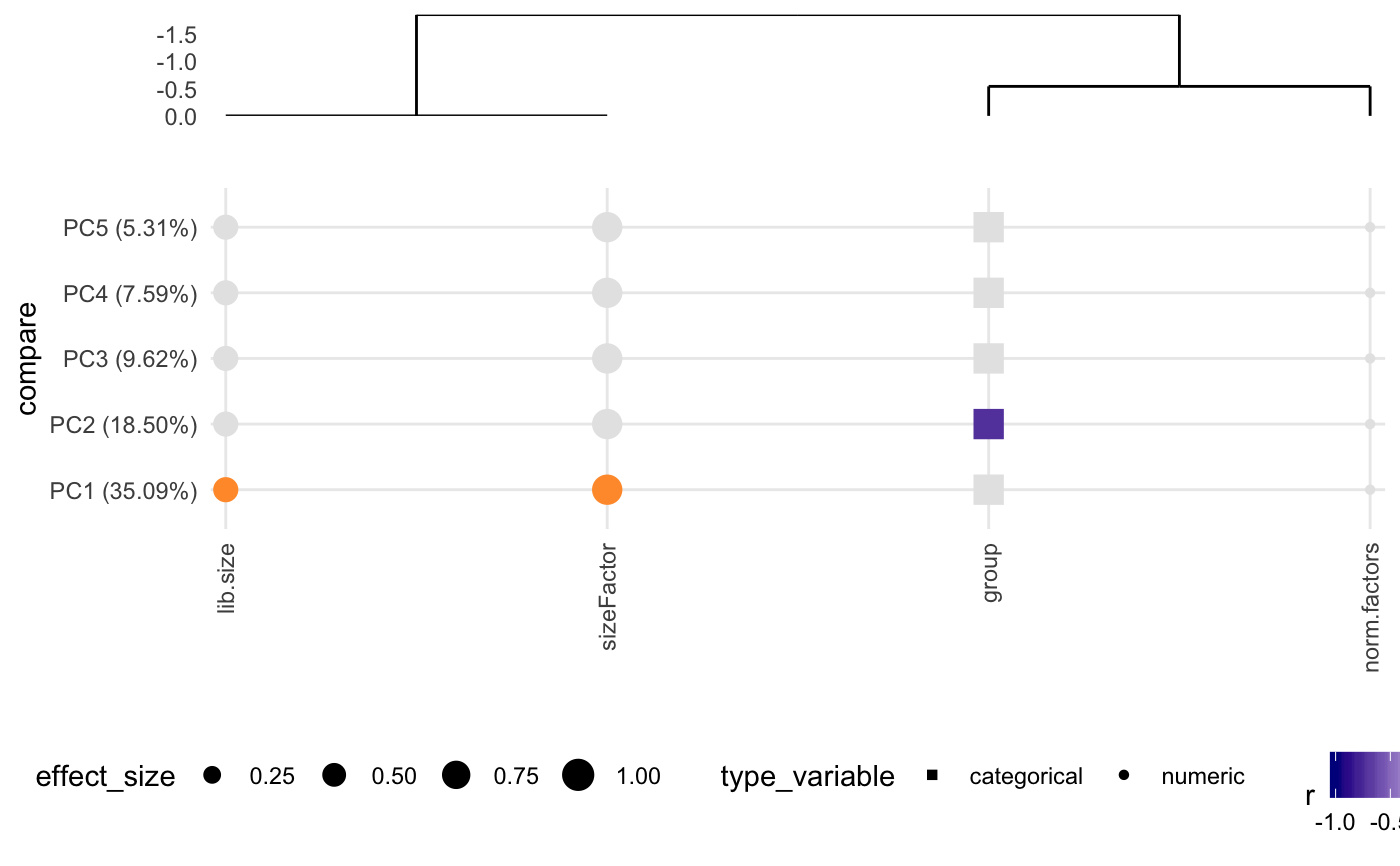 -1.5
-1.0
-0.5
0.0
compare
PC5 (5.31%)
PC4 (7.59%)
PC3 (9.62%)
PC2 (18.50%)
PC1 (35.09%)
lib.size
sizeFactor
group
norm.factors
effect_size 0.25 0.50 0.75 1.00 type_variable categorical numeric
r
-1.0